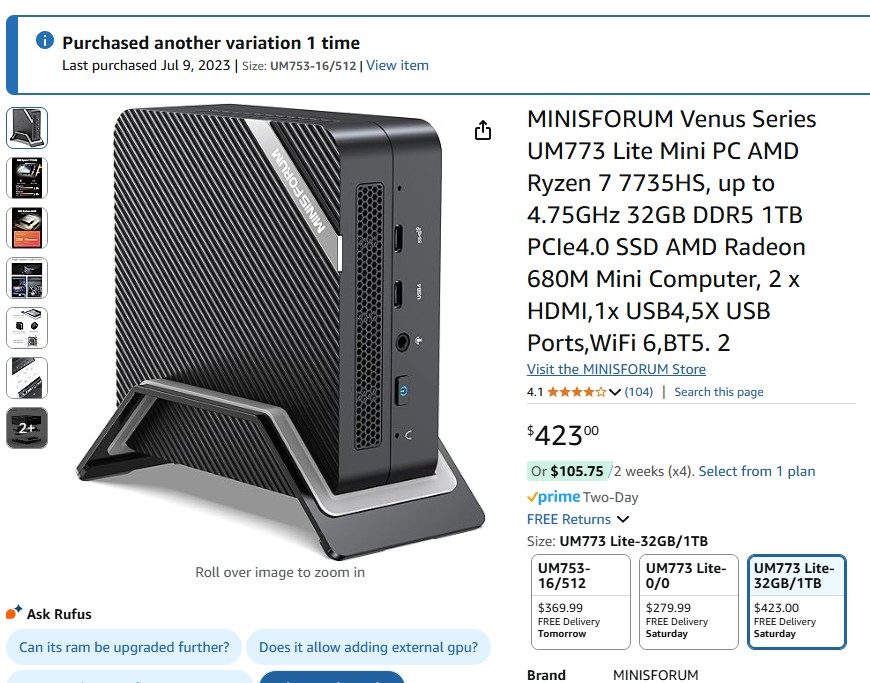 Purchased another variation 1 time
Last purchased Jul 9, 2023 | Size: UM753-16/512 | View item
MINISFORUM
USB4
2+
Roll over image to zoom in
Ask Rufus
Can its ram be upgraded further?
Does it allow adding external gpu?
MINISFORUM Venus Series
UM773 Lite Mini PC AMD
Ryzen 7 7735HS, up to
4.75GHz 32GB DDR5 1TB
PCIe4.0 SSD AMD Radeon
680M Mini Computer, 2 x
HDMI,1x USB4,5X USB
Ports,WiFi 6,BT5. 2
Visit the MINISFORUM Store
4.1 (104) | Search this page
$423.00
Or $105.75 /2 weeks (x4). Select from 1 plan
prime Two-Day
FREE Returns
Size: UM773 Lite-32GB/1TB
UM753-
16/512
$369.99
FREE Delivery
Tomorrow
UM773 Lite-
0/0
$279.99
FREE Delivery
Saturday
UM773 Lite-
32GB/1TB
$423.00
FREE Delivery
Saturday
Brand MINISFORUM